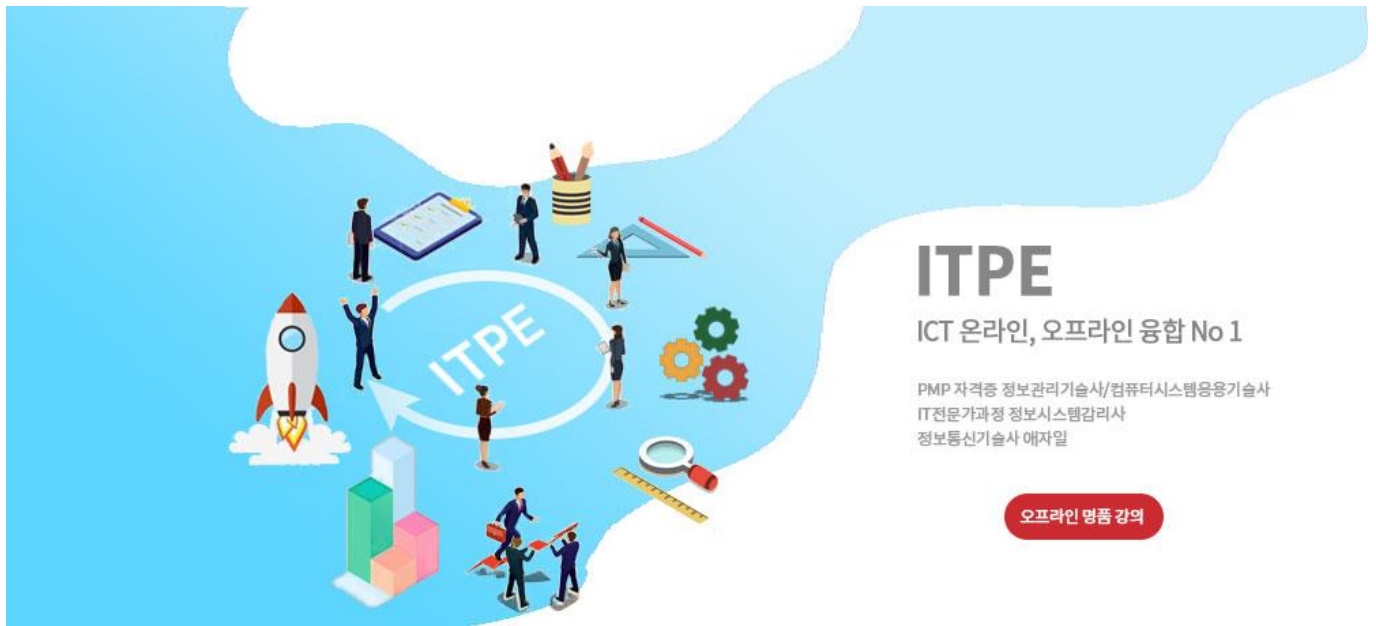 ITPE
ITPE
ICT 온라인, 오프라인 융합 No 1
PMP 자격증 정보관리기술사/컴퓨터시스템응용기술사
IT전문가과정 정보시스템감리사
정보통신기술사 애자일
오프라인 명품 강의